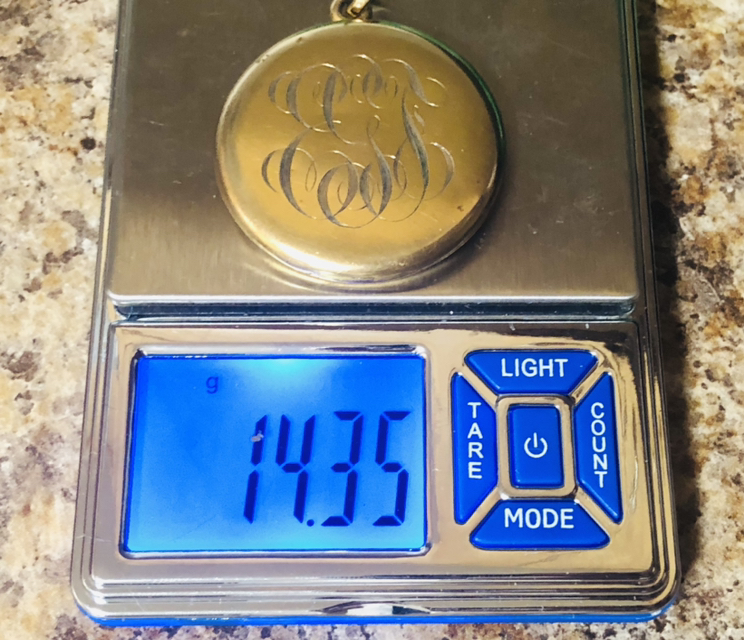 g
14.35
LIGHT
TARE
COUNT
MODE